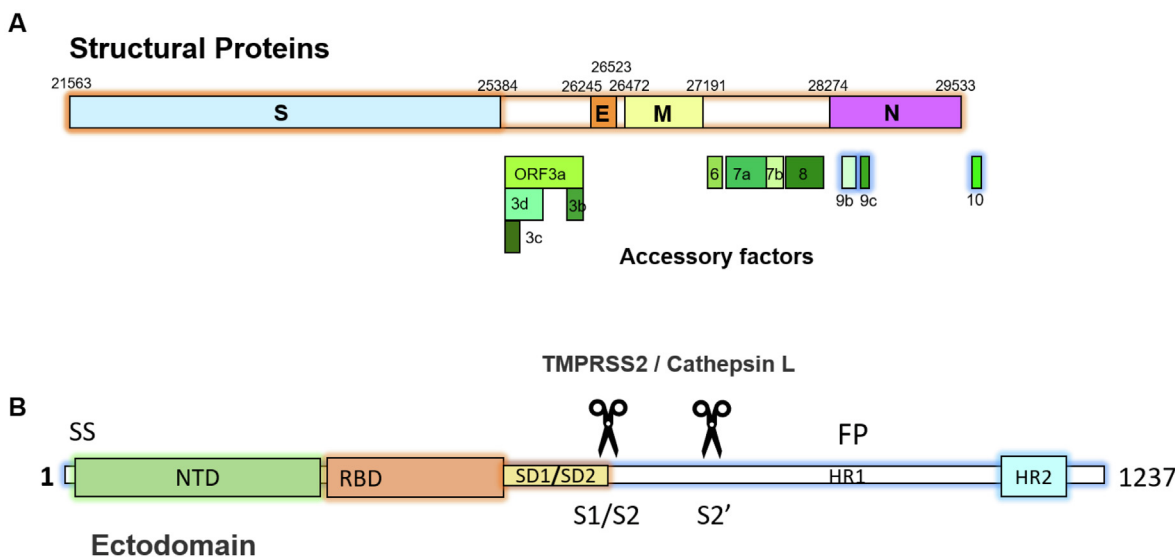 A
Structural Proteins
26523
21563 25384 26245 26472 27191 28274 29533
S E M N
ORF3a 6 7a 7b 8
3d 3b 9b 9c 10
3c
Accessory factors
TMPRSS2 / Cathepsin L
B
SS FP
1 NTD RBD SD1/SD2 HR1 HR2 1237
S1/S2 S2’
Ectodomain